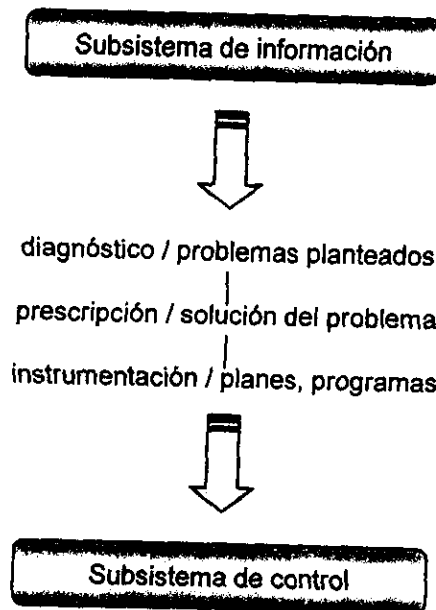 Subsistema de información
diagnóstico / problemas planteados
prescripción / solución del problema
instrumentación / planes, programas
Subsistema de control